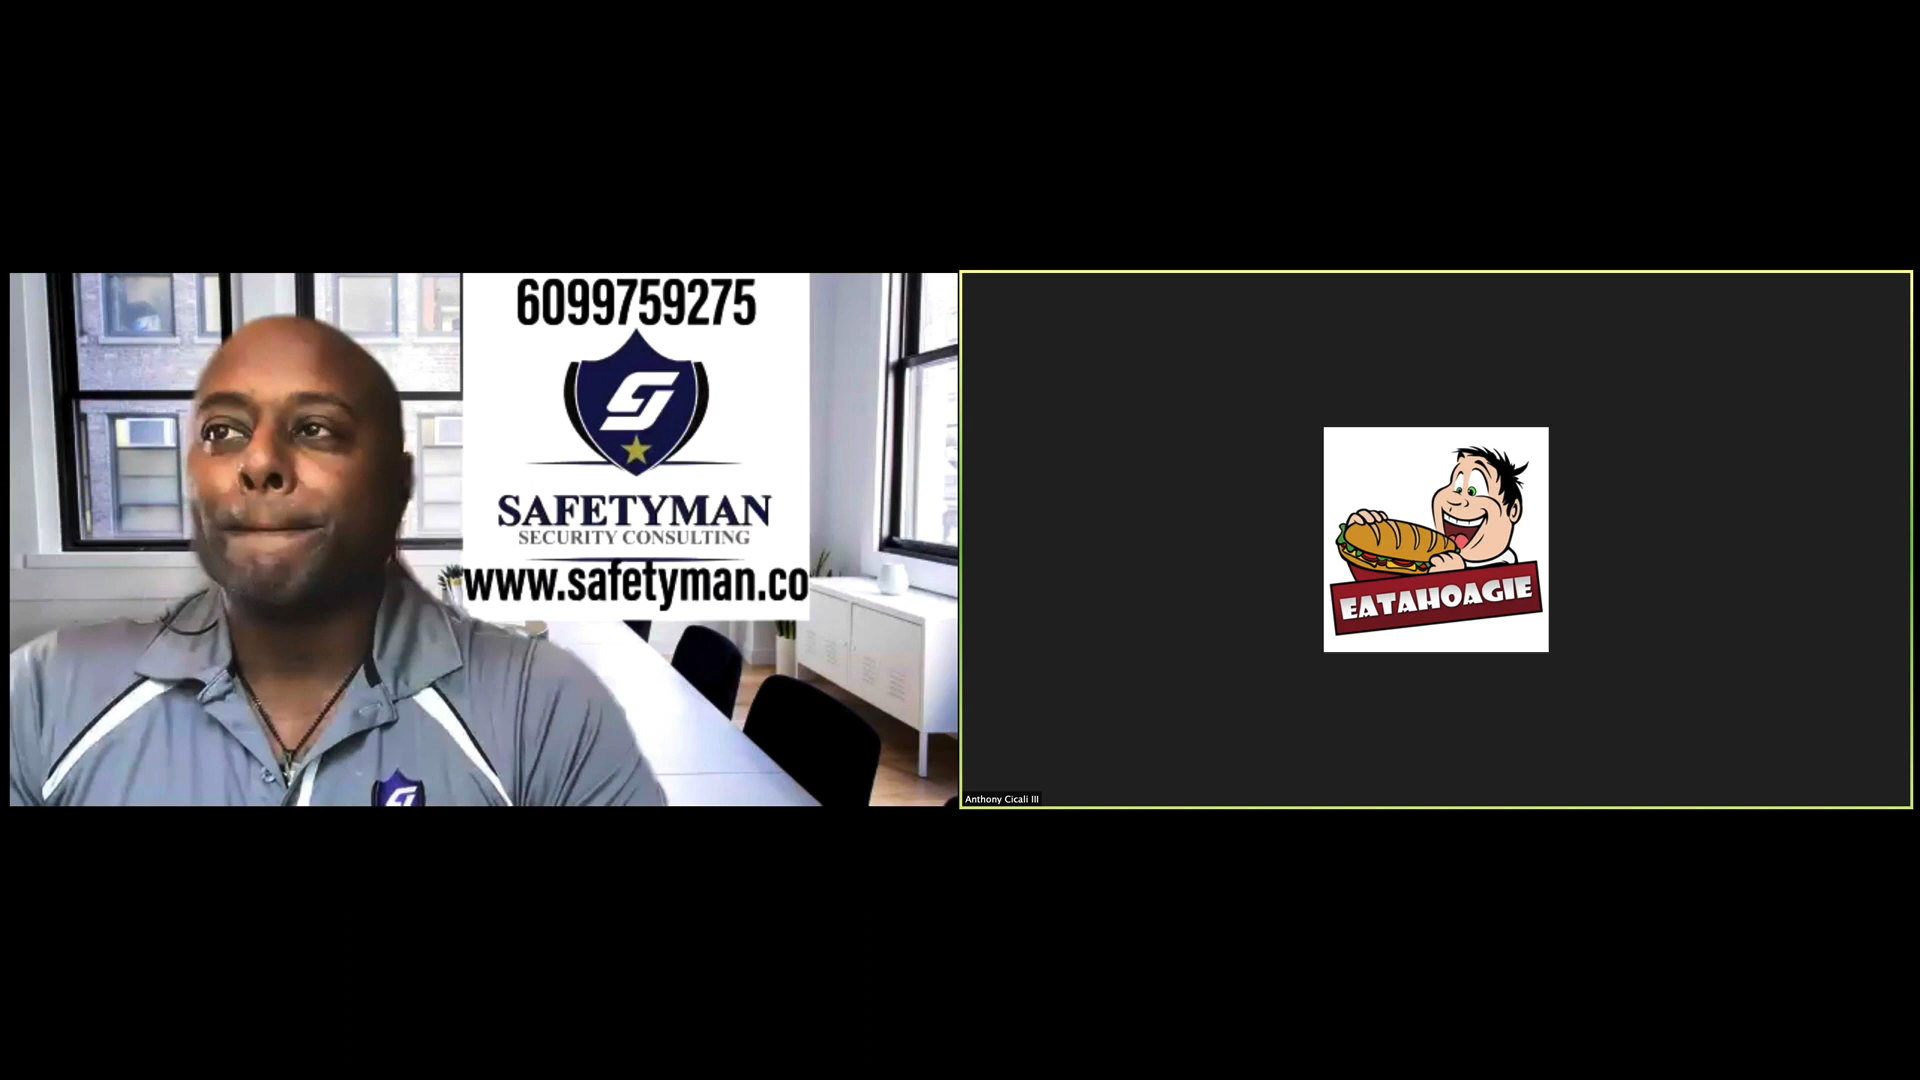 6099759275
SAFETYMAN
SECURITY CONSULTING
www.safetyman.co
EATAHOAGIE
Anthony Cicali III